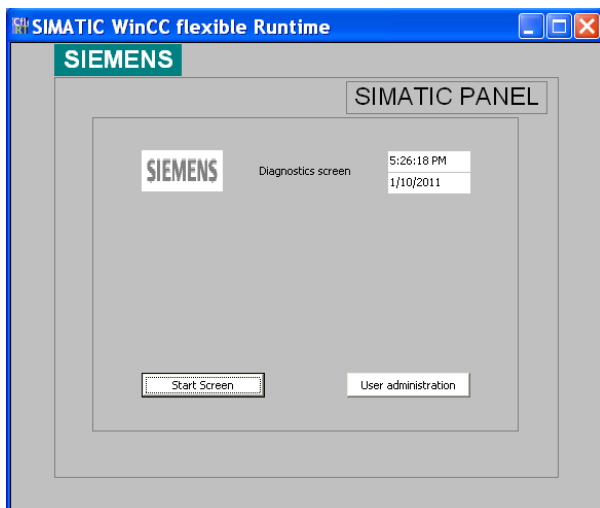 SIMATIC WinCC flexible Runtime
SIEMENS
SIMATIC PANEL
SIEMENS
Diagnostics screen
5:26:18 PM
1/10/2011
Start Screen
User administration